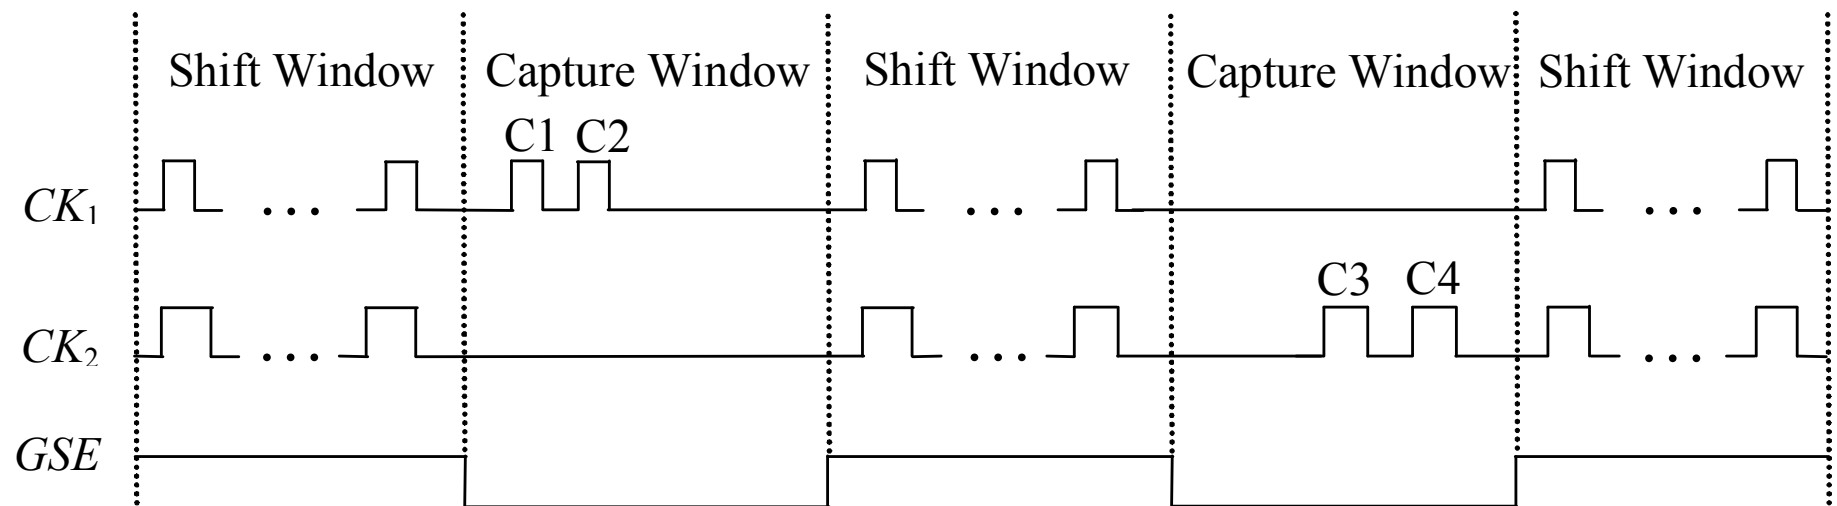 Shift Window Capture Window Shift Window Capture Window Shift Window
C1 C2
CK₁ ... ... ...
C3 C4
CK₂ ... ... ...
GSE